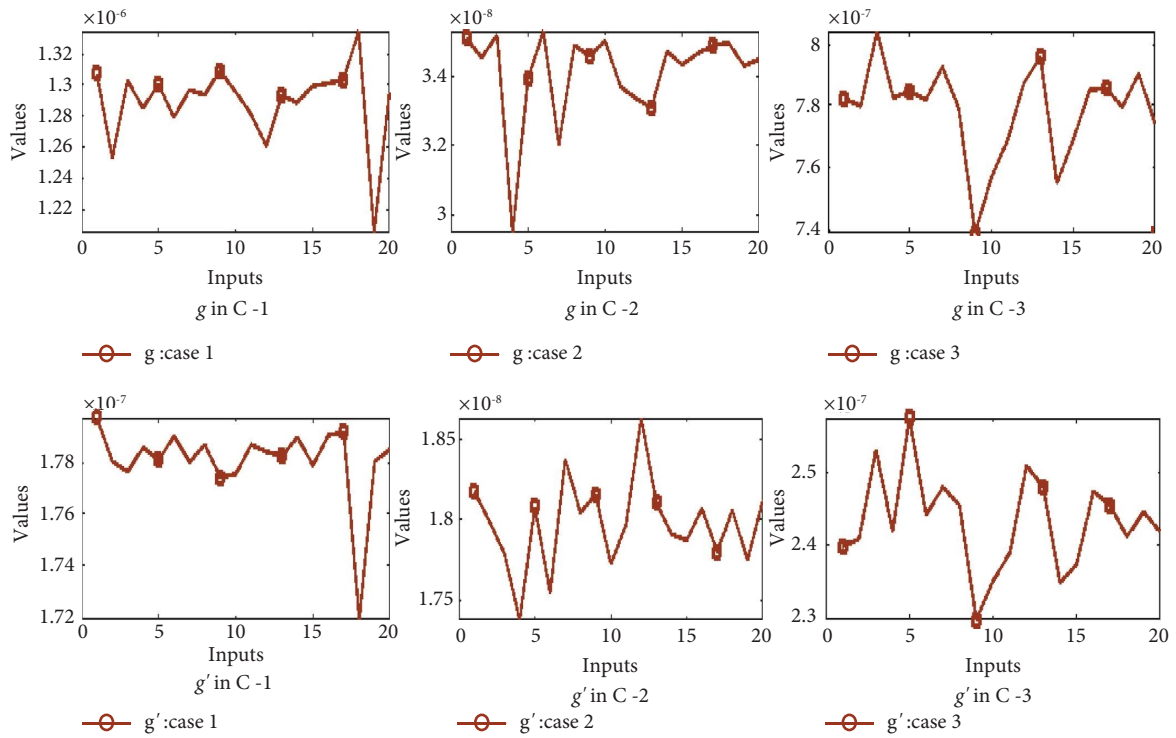 ×10-6
1.32
1.3
1.28
1.26
1.24
1.22
Values
0 5 10 15 20
Inputs
g in C -1
g :case 1
×10-8
3.4
3.2
3
Values
0 5 10 15 20
Inputs
g in C -2
g :case 2
×10-7
8
7.8
7.6
7.4
Values
0 5 10 15 20
Inputs
g in C -3
g :case 3
×10-7
1.78
1.76
1.74
1.72
Values
0 5 10 15 20
Inputs
g′ in C -1
g′ :case 1
×10-8
1.85
1.8
1.75
Values
0 5 10 15 20
Inputs
g′ in C -2
g′ :case 2
×10-7
2.5
2.4
2.3
Values
0 5 10 15 20
Inputs
g′ in C -3
g′ :case 3